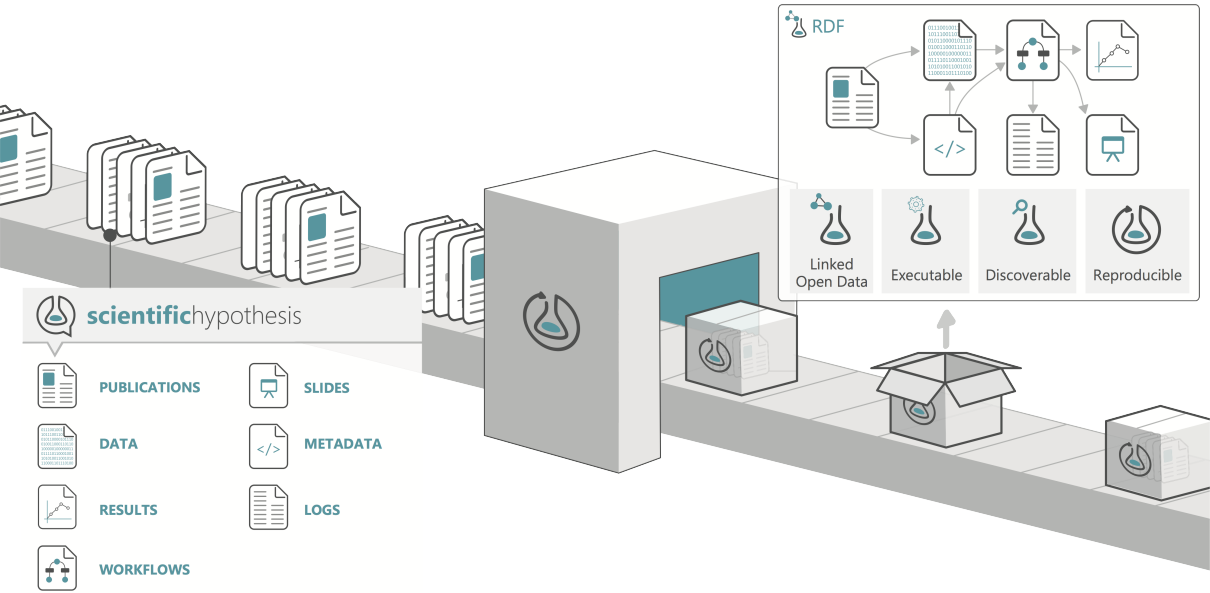 RDF
</>
Linked
Open Data
Executable
Discoverable
Reproducible
scientifichypothesis
PUBLICATIONS
SLIDES
DATA
</>
METADATA
RESULTS
LOGS
WORKFLOWS